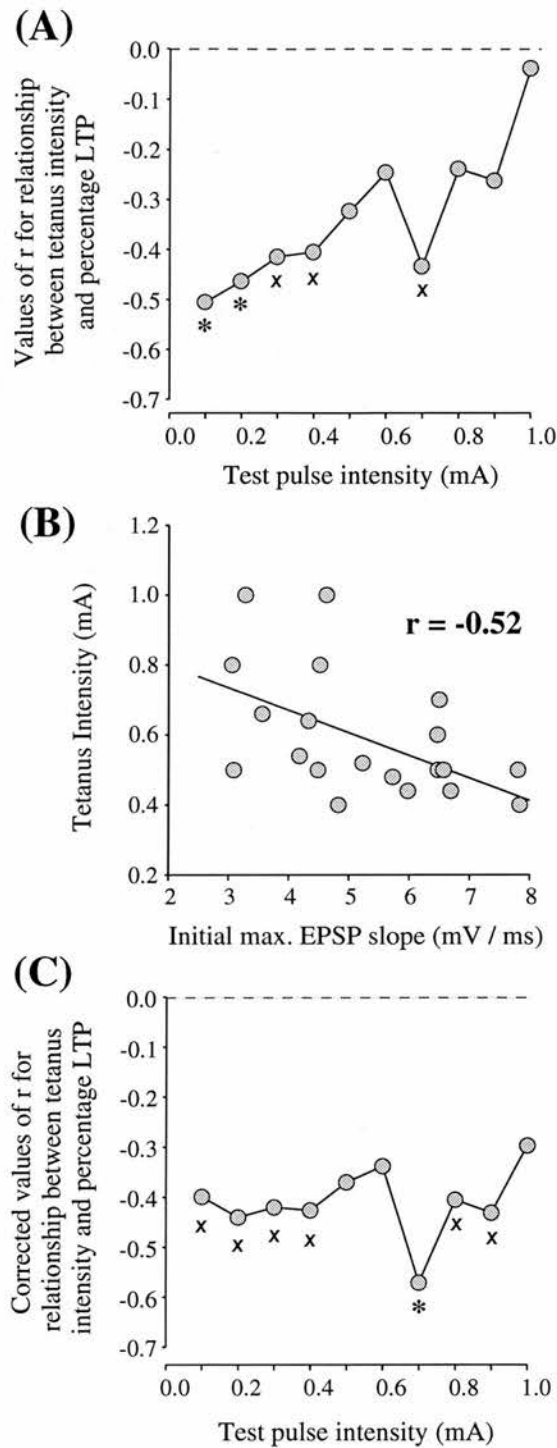 (A)
Values of r for relationship
between tetanus intensity
and percentage LTP
0.0
-0.1
-0.2
-0.3
-0.4
-0.5
-0.6
-0.7
* * x x x
0.0 0.2 0.4 0.6 0.8 1.0
Test pulse intensity (mA)
(B)
Tetanus Intensity (mA)
1.2
1.0
0.8
0.6
0.4
0.2
r = -0.52
2 3 4 5 6 7 8
Initial max. EPSP slope (mV / ms)
(C)
Corrected values of r for
relationship between tetanus
intensity and percentage LTP
0.0
-0.1
-0.2
-0.3
-0.4
-0.5
-0.6
-0.7
x x x x * x x
0.0 0.2 0.4 0.6 0.8 1.0
Test pulse intensity (mA)